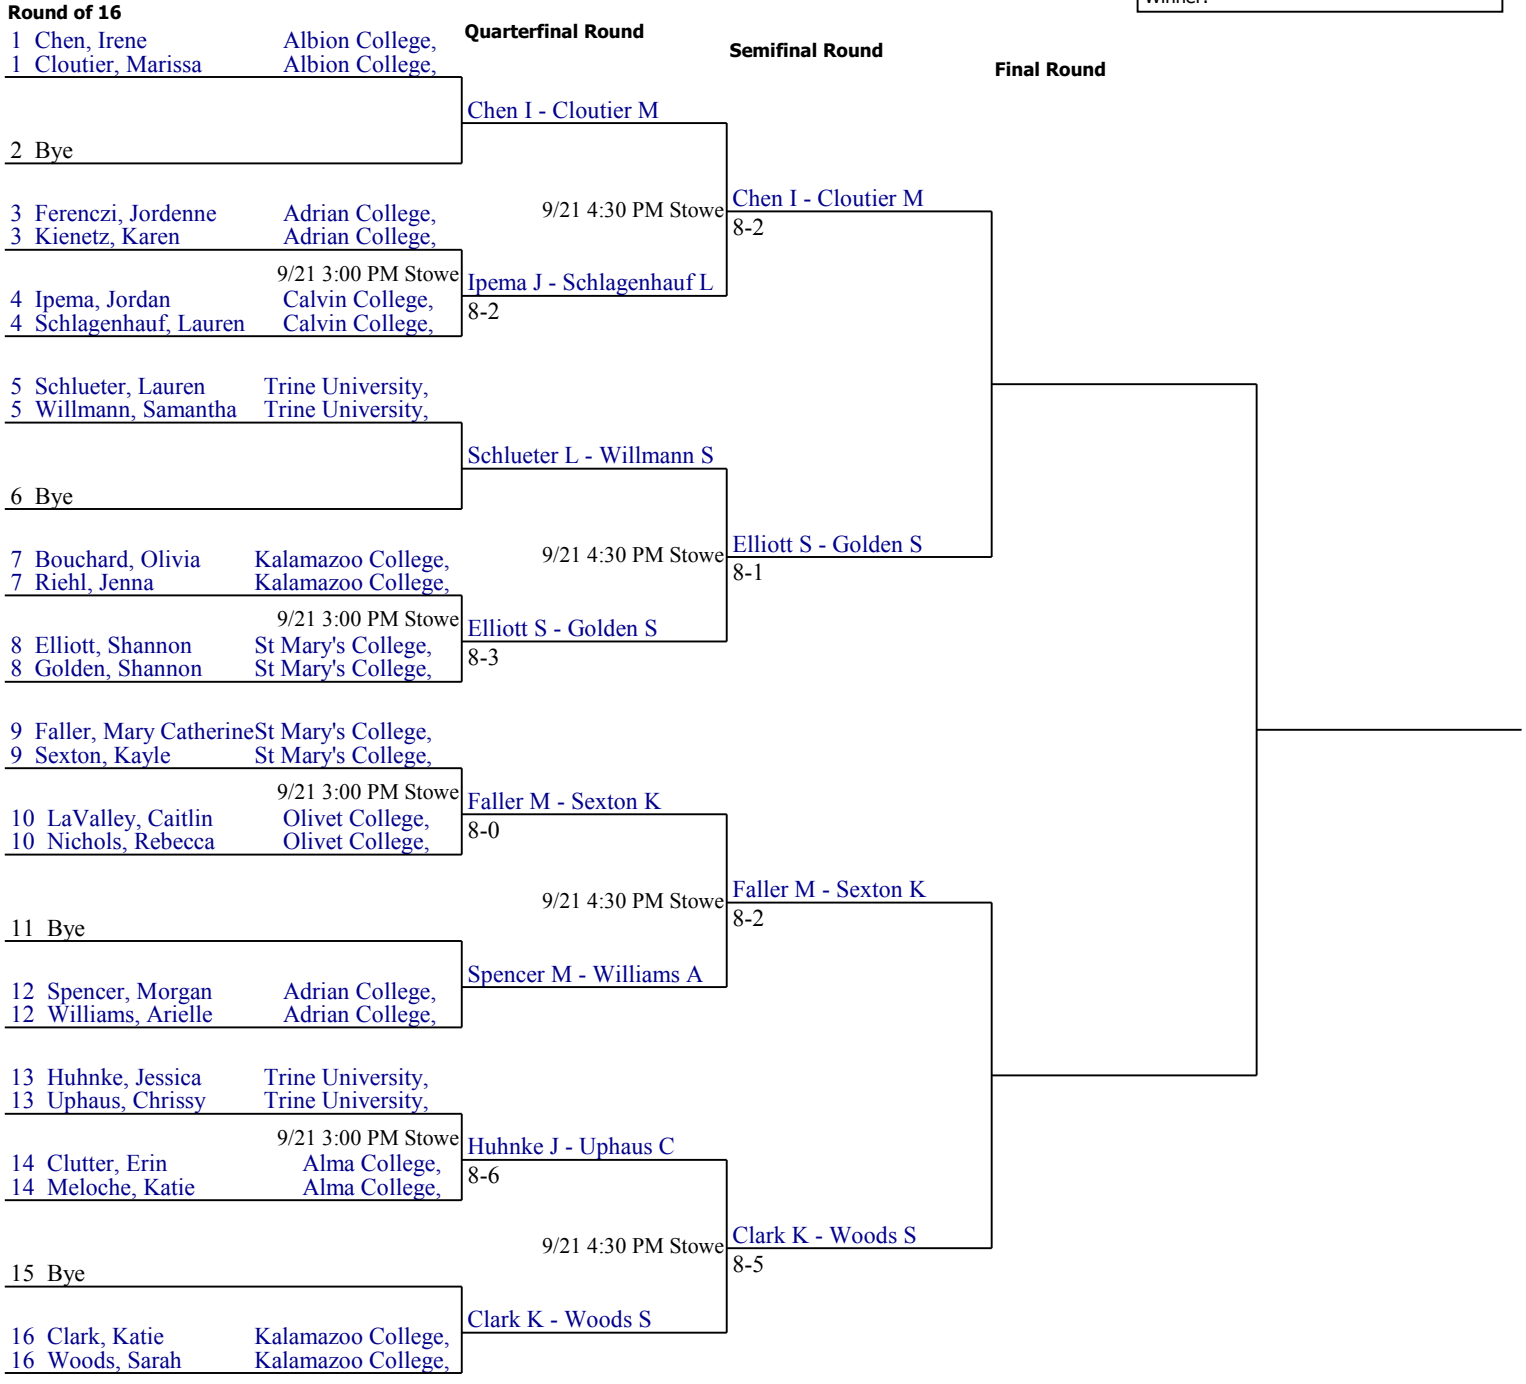 Winner:
Round of 16
Quarterfinal Round
Semifinal Round
Final Round
1 Chen, Irene Albion College,
1 Cloutier, Marissa Albion College,
Chen I - Cloutier M
2 Bye
Chen I - Cloutier M
3 Ferenczi, Jordenne Adrian College,
9/21 4:30 PM Stowe
8-2
3 Kienetz, Karen Adrian College,
9/21 3:00 PM Stowe
Ipema J - Schlagenhauf L
4 Ipema, Jordan Calvin College,
8-2
4 Schlagenhauf, Lauren Calvin College,
5 Schlueter, Lauren Trine University,
5 Willmann, Samantha Trine University,
Schlueter L - Willmann S
6 Bye
Elliott S - Golden S
9/21 4:30 PM Stowe
7 Bouchard, Olivia Kalamazoo College,
8-1
7 Riehl, Jenna Kalamazoo College,
9/21 3:00 PM Stowe
Elliott S - Golden S
8 Elliott, Shannon St Mary's College,
8-3
8 Golden, Shannon St Mary's College,
9 Faller, Mary Catherine St Mary's College,
9 Sexton, Kayle St Mary's College,
9/21 3:00 PM Stowe
Faller M - Sexton K
10 LaValley, Caitlin Olivet College,
8-0
10 Nichols, Rebecca Olivet College,
Faller M - Sexton K
9/21 4:30 PM Stowe
8-2
11 Bye
Spencer M - Williams A
12 Spencer, Morgan Adrian College,
12 Williams, Arielle Adrian College,
13 Huhnke, Jessica Trine University,
13 Uphaus, Chrissy Trine University,
9/21 3:00 PM Stowe
Huhnke J - Uphaus C
14 Clutter, Erin Alma College,
8-6
14 Meloche, Katie Alma College,
Clark K - Woods S
9/21 4:30 PM Stowe
8-5
15 Bye
Clark K - Woods S
16 Clark, Katie Kalamazoo College,
16 Woods, Sarah Kalamazoo College,